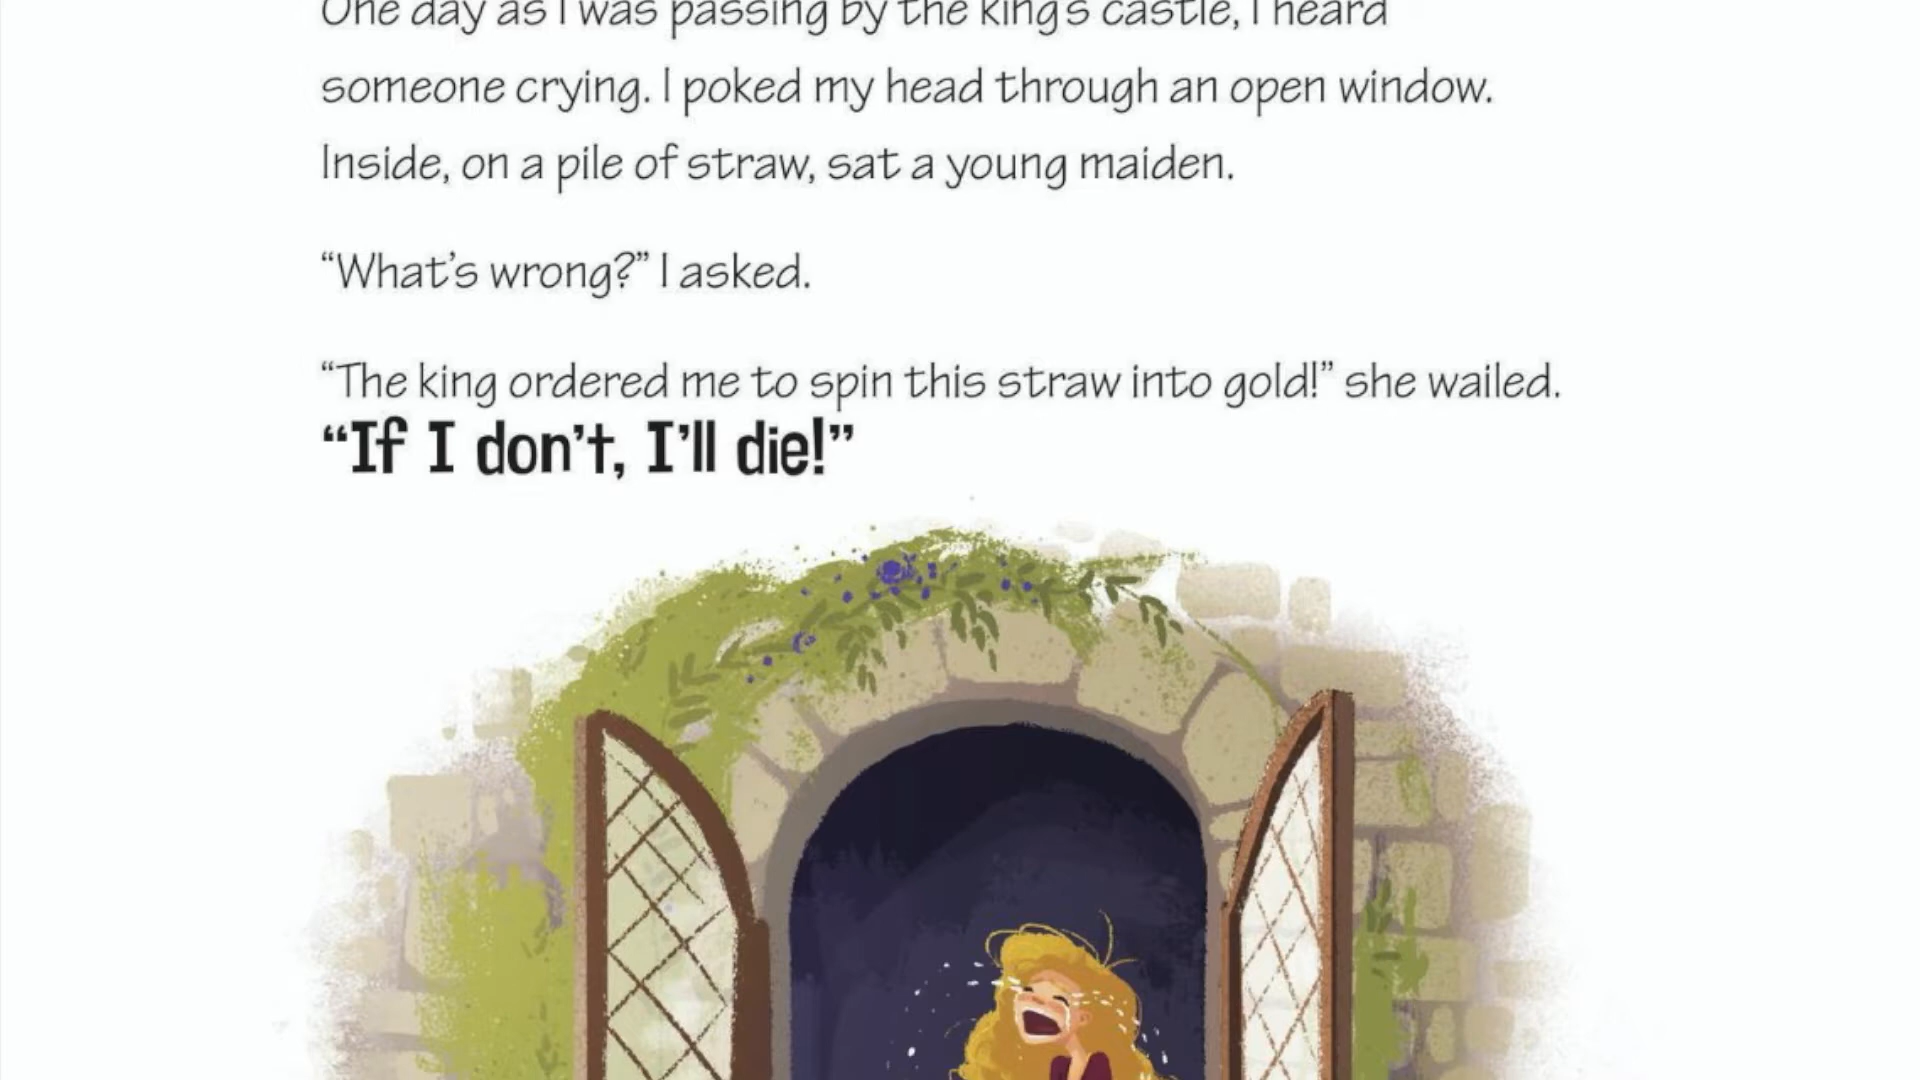 One day as I was passing by the king's castle, I heard
someone crying. I poked my head through an open window.
Inside, on a pile of straw, sat a young maiden.
“What's wrong?” I asked.
“The king ordered me to spin this straw into gold!” she wailed.
“If I don't, I'll die!”